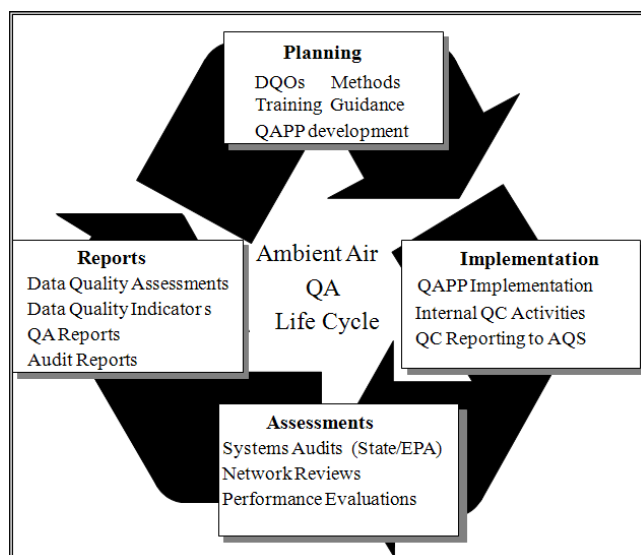 Planning
DQOs Methods
Training Guidance
QAPP development
Ambient Air
QA
Life Cycle
Reports
Data Quality Assessments
Data Quality Indicators
QA Reports
Audit Reports
Implementation
QAPP Implementation
Internal QC Activities
QC Reporting to AQS
Assessments
Systems Audits (State/EPA)
Network Reviews
Performance Evaluations